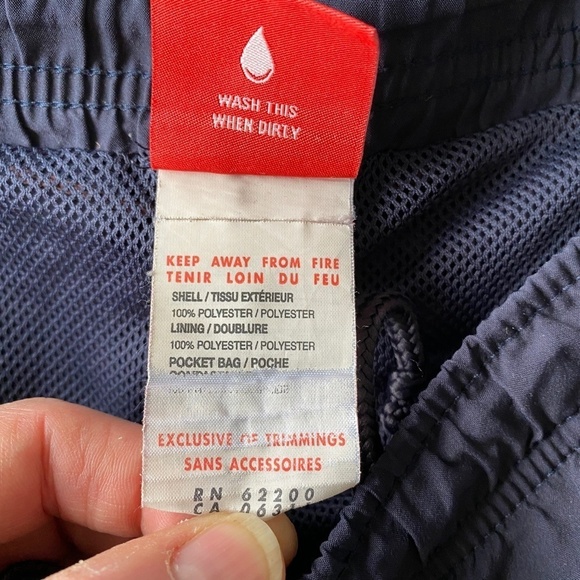 WASH THIS
WHEN DIRTY
KEEP AWAY FROM FIRE
TENIR LOIN DU FEU
SHELL / TISSU EXTÉRIEUR
100% POLYESTER / POLYESTER
LINING / DOUBLURE
100% POLYESTER / POLYESTER
POCKET BAG / POCHE
EXCLUSIVE OF TRIMMINGS
SANS ACCESSOIRES
RN 62200
CA